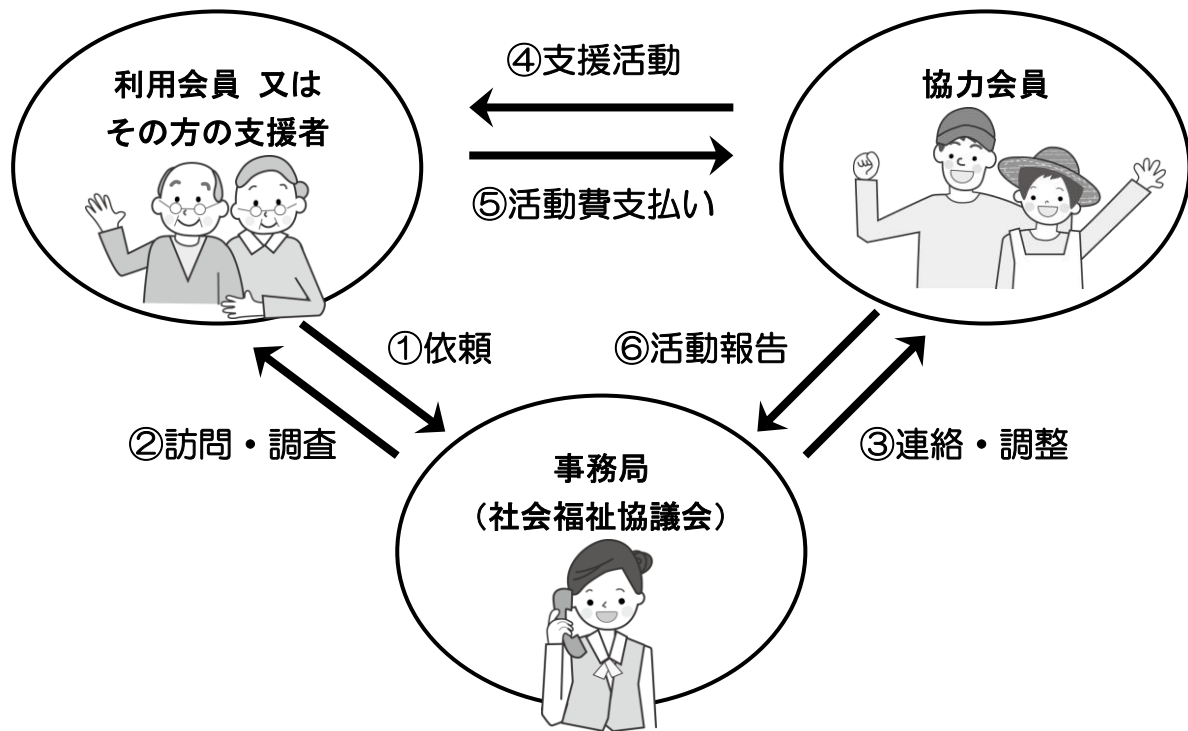 ④支援活動
利用会員 又は
その方の支援者
協力会員
⑤活動費支払い
①依頼
⑥活動報告
②訪問・調査
③連絡・調整
事務局
（社会福祉協議会）